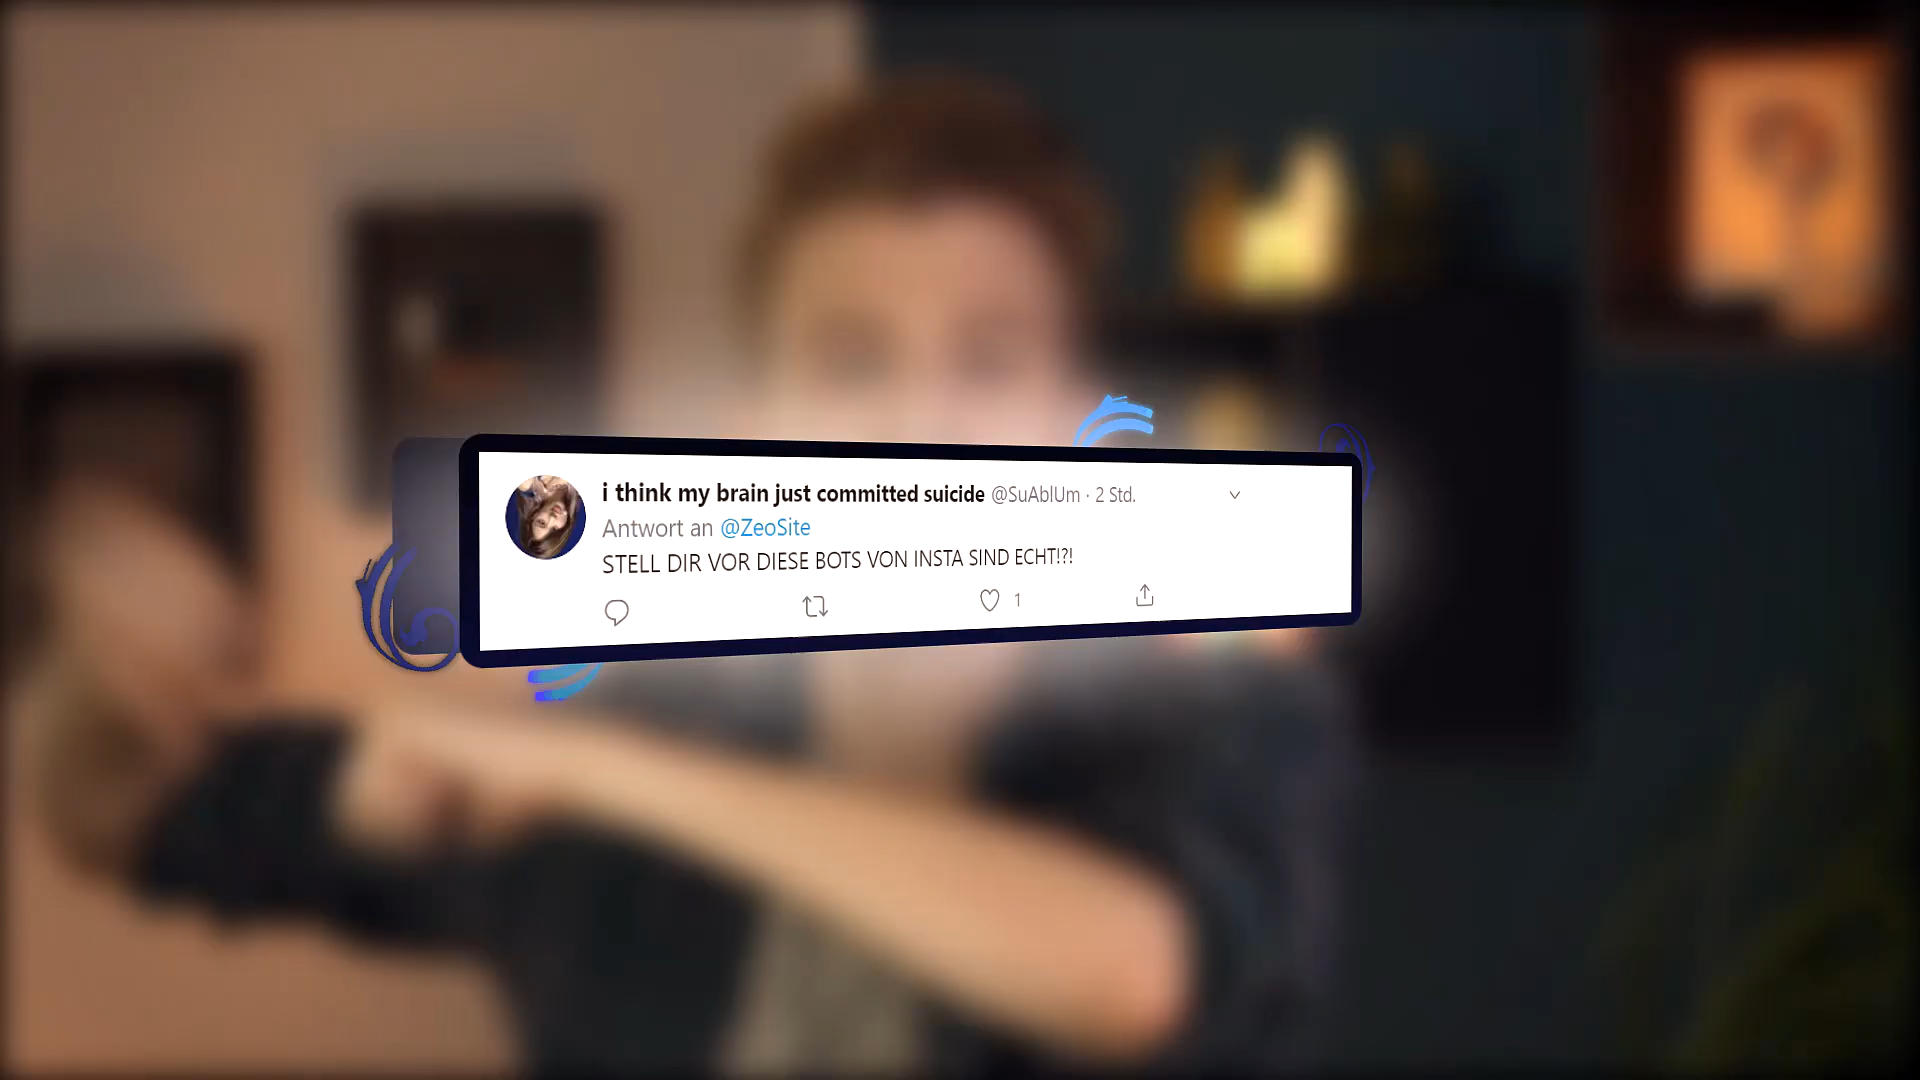 i think my brain just committed suicide @SuAblUm · 2 Std.
Antwort an @ZeoSite
STELL DIR VOR DIESE BOTS VON INSTA SIND ECHT!?!
1